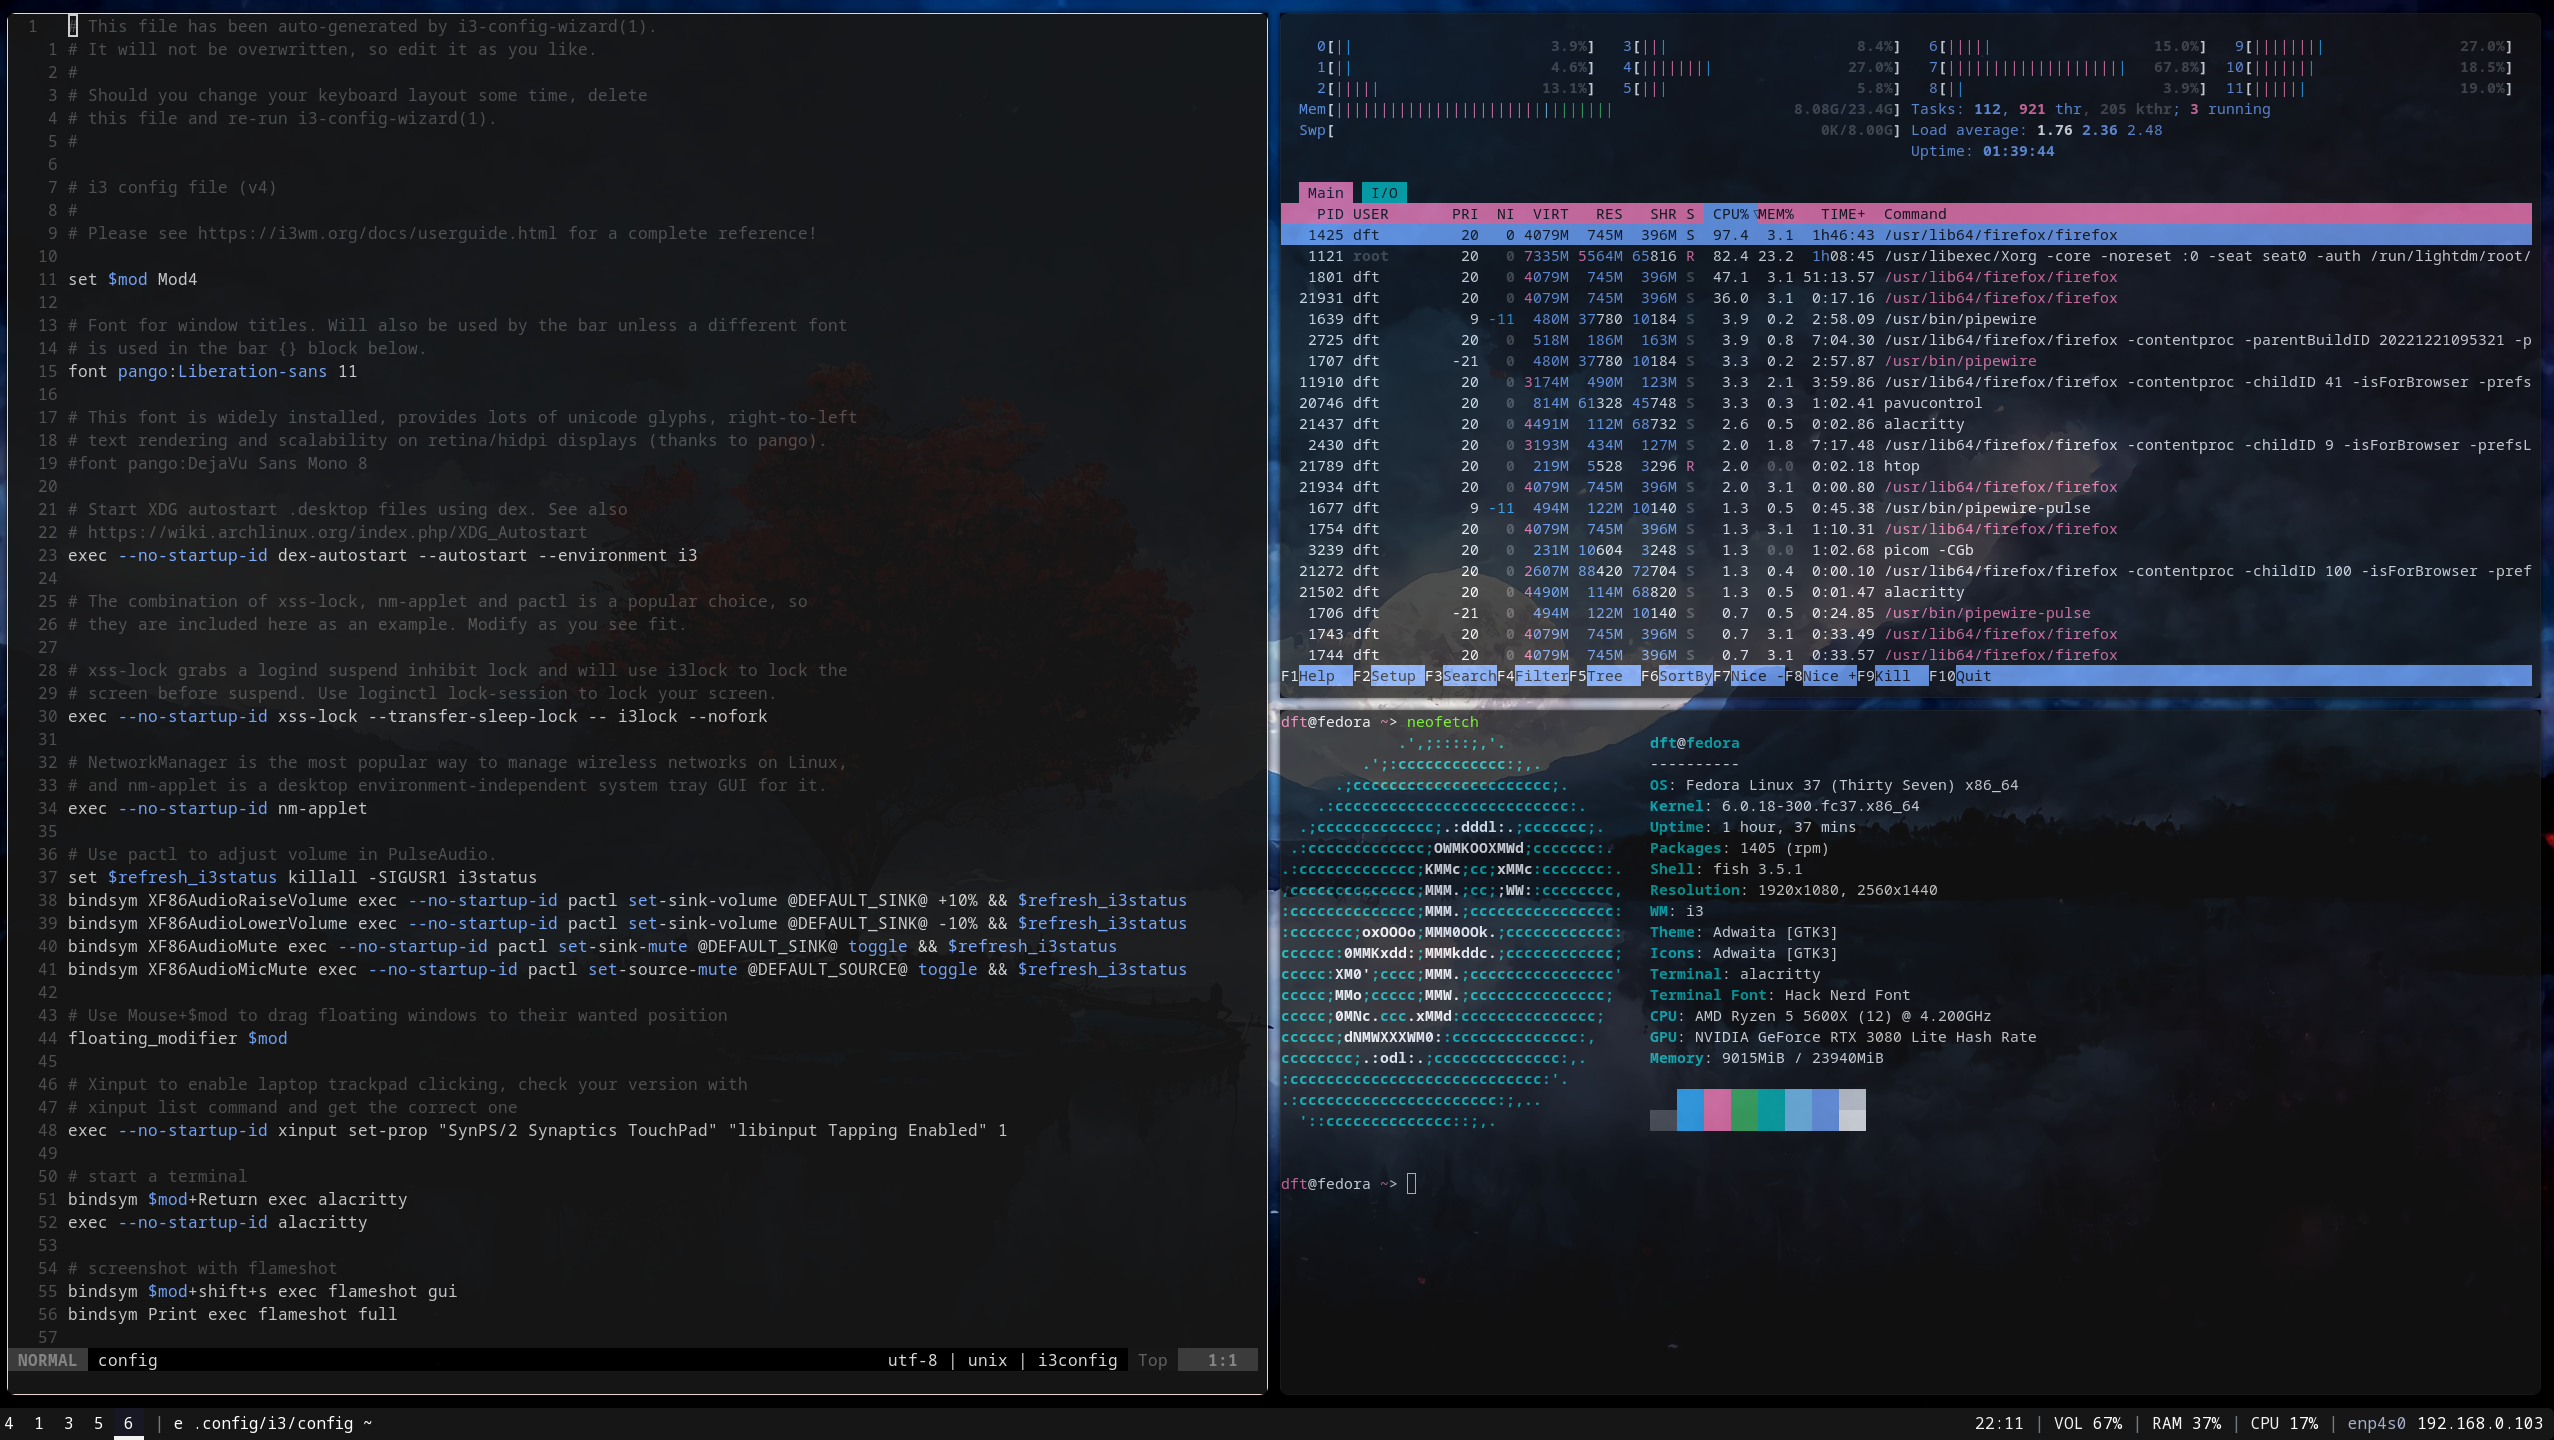 1 # This file has been auto-generated by i3-config-wizard(1).
1 # It will not be overwritten, so edit it as you like.
2 #
3 # Should you change your keyboard layout some time, delete
4 # this file and re-run i3-config-wizard(1).
5 #
6
7 # i3 config file (v4)
8 #
9 # Please see https://i3wm.org/docs/userguide.html for a complete reference!
10
11 set $mod Mod4
12
13 # Font for window titles. Will also be used by the bar unless a different font
14 # is used in the bar {} block below.
15 font pango:Liberation-sans 11
16
17 # This font is widely installed, provides lots of unicode glyphs, right-to-left
18 # text rendering and scalability on retina/hidpi displays (thanks to pango).
19 #font pango:DejaVu Sans Mono 8
20
21 # Start XDG autostart .desktop files using dex. See also
22 # https://wiki.archlinux.org/index.php/XDG_Autostart
23 exec --no-startup-id dex-autostart --autostart --environment i3
24
25 # The combination of xss-lock, nm-applet and pactl is a popular choice, so
26 # they are included here as an example. Modify as you see fit.
27
28 # xss-lock grabs a logind suspend inhibit lock and will use i3lock to lock the
29 # screen before suspend. Use loginctl lock-session to lock your screen.
30 exec --no-startup-id xss-lock --transfer-sleep-lock -- i3lock --nofork
31
32 # NetworkManager is the most popular way to manage wireless networks on Linux,
33 # and nm-applet is a desktop environment-independent system tray GUI for it.
34 exec --no-startup-id nm-applet
35
36 # Use pactl to adjust volume in PulseAudio.
37 set $refresh_i3status killall -SIGUSR1 i3status
38 bindsym XF86AudioRaiseVolume exec --no-startup-id pactl set-sink-volume @DEFAULT_SINK@ +10% && $refresh_i3status
39 bindsym XF86AudioLowerVolume exec --no-startup-id pactl set-sink-volume @DEFAULT_SINK@ -10% && $refresh_i3status
40 bindsym XF86AudioMute exec --no-startup-id pactl set-sink-mute @DEFAULT_SINK@ toggle && $refresh_i3status
41 bindsym XF86AudioMicMute exec --no-startup-id pactl set-source-mute @DEFAULT_SOURCE@ toggle && $refresh_i3status
42
43 # Use Mouse+$mod to drag floating windows to their wanted position
44 floating_modifier $mod
45
46 # Xinput to enable laptop trackpad clicking, check your version with
47 # xinput list command and get the correct one
48 exec --no-startup-id xinput set-prop "SynPS/2 Synaptics TouchPad" "libinput Tapping Enabled" 1
49
50 # start a terminal
51 bindsym $mod+Return exec alacritty
52 exec --no-startup-id alacritty
53
54 # screenshot with flameshot
55 bindsym $mod+shift+s exec flameshot gui
56 bindsym Print exec flameshot full
57
NORMAL config utf-8 | unix | i3config Top 1:1
0[|| 3.9%] 3[||| 8.4%] 6[||||| 15.0%] 9[|||||||| 27.0%]
1[|| 4.6%] 4[|||||||| 27.0%] 7[|||||||||||||||||||| 67.8%] 10[||||||| 18.5%]
2[||||| 13.1%] 5[||| 5.8%] 8[|| 3.9%] 11[|||||| 19.0%]
Mem[||||||||||||||||||||||||||||||| 8.08G/23.4G] Tasks: 112, 921 thr, 205 kthr; 3 running
Swp[ 0K/8.00G] Load average: 1.76 2.36 2.48
Uptime: 01:39:44
Main I/O
PID USER PRI NI VIRT RES SHR S CPU%▽MEM% TIME+ Command
1425 dft 20 0 4079M 745M 396M S 97.4 3.1 1h46:43 /usr/lib64/firefox/firefox
1121 root 20 0 7335M 5564M 65816 R 82.4 23.2 1h08:45 /usr/libexec/Xorg -core -noreset :0 -seat seat0 -auth /run/lightdm/root/
1801 dft 20 0 4079M 745M 396M S 47.1 3.1 51:13.57 /usr/lib64/firefox/firefox
21931 dft 20 0 4079M 745M 396M S 36.0 3.1 0:17.16 /usr/lib64/firefox/firefox
1639 dft 9 -11 480M 37780 10184 S 3.9 0.2 2:58.09 /usr/bin/pipewire
2725 dft 20 0 518M 186M 163M S 3.9 0.8 7:04.30 /usr/lib64/firefox/firefox -contentproc -parentBuildID 20221221095321 -p
1707 dft -21 0 480M 37780 10184 S 3.3 0.2 2:57.87 /usr/bin/pipewire
11910 dft 20 0 3174M 490M 123M S 3.3 2.1 3:59.86 /usr/lib64/firefox/firefox -contentproc -childID 41 -isForBrowser -prefs
20746 dft 20 0 814M 61328 45748 S 3.3 0.3 1:02.41 pavucontrol
21437 dft 20 0 4491M 112M 68732 S 2.6 0.5 0:02.86 alacritty
2430 dft 20 0 3193M 434M 127M S 2.0 1.8 7:17.48 /usr/lib64/firefox/firefox -contentproc -childID 9 -isForBrowser -prefsL
21789 dft 20 0 219M 5528 3296 R 2.0 0.0 0:02.18 htop
21934 dft 20 0 4079M 745M 396M S 2.0 3.1 0:00.80 /usr/lib64/firefox/firefox
1677 dft 9 -11 494M 122M 10140 S 1.3 0.5 0:45.38 /usr/bin/pipewire-pulse
1754 dft 20 0 4079M 745M 396M S 1.3 3.1 1:10.31 /usr/lib64/firefox/firefox
3239 dft 20 0 231M 10604 3248 S 1.3 0.0 1:02.68 picom -CGb
21272 dft 20 0 2607M 88420 72704 S 1.3 0.4 0:00.10 /usr/lib64/firefox/firefox -contentproc -childID 100 -isForBrowser -pref
21502 dft 20 0 4490M 114M 68820 S 1.3 0.5 0:01.47 alacritty
1706 dft -21 0 494M 122M 10140 S 0.7 0.5 0:24.85 /usr/bin/pipewire-pulse
1743 dft 20 0 4079M 745M 396M S 0.7 3.1 0:33.49 /usr/lib64/firefox/firefox
1744 dft 20 0 4079M 745M 396M S 0.7 3.1 0:33.57 /usr/lib64/firefox/firefox
F1Help F2Setup F3SearchF4FilterF5Tree F6SortByF7Nice -F8Nice +F9Kill F10Quit
dft@fedora ~> neofetch
.',;::::;,'. dft@fedora
.';:cccccccccccc:;,. ----------
.;cccccccccccccccccccccc;. OS: Fedora Linux 37 (Thirty Seven) x86_64
.:cccccccccccccccccccccccccc:. Kernel: 6.0.18-300.fc37.x86_64
.;ccccccccccccc;.:dddl:.;ccccccc;. Uptime: 1 hour, 37 mins
.:ccccccccccccc;OWMKOOXMWd;ccccccc:. Packages: 1405 (rpm)
.:ccccccccccccc;KMMc;cc;xMMc:ccccccc:. Shell: fish 3.5.1
,cccccccccccccc;MMM.;cc;;WW::cccccccc, Resolution: 1920x1080, 2560x1440
:cccccccccccccc;MMM.;cccccccccccccccc: WM: i3
:ccccccc;oxOOOo;MMM0OOk.;cccccccccccc: Theme: Adwaita [GTK3]
cccccc:0MMKxdd:;MMMkddc.;cccccccccccc; Icons: Adwaita [GTK3]
ccccc:XM0';cccc;MMM.;cccccccccccccccc' Terminal: alacritty
ccccc;MMo;ccccc;MMW.;ccccccccccccccc; Terminal Font: Hack Nerd Font
ccccc;0MNc.ccc.xMMd:ccccccccccccccc; CPU: AMD Ryzen 5 5600X (12) @ 4.200GHz
cccccc;dNMWXXXWM0::cccccccccccccc:, GPU: NVIDIA GeForce RTX 3080 Lite Hash Rate
cccccccc;.:odl:.;cccccccccccccc:,. Memory: 9015MiB / 23940MiB
:cccccccccccccccccccccccccccc:'.
.:cccccccccccccccccccccc:;,..
'::cccccccccccccc::;,.
dft@fedora ~>
4 1 3 5 6 | e .config/i3/config ~ 22:11 | VOL 67% | RAM 37% | CPU 17% | enp4s0 192.168.0.103